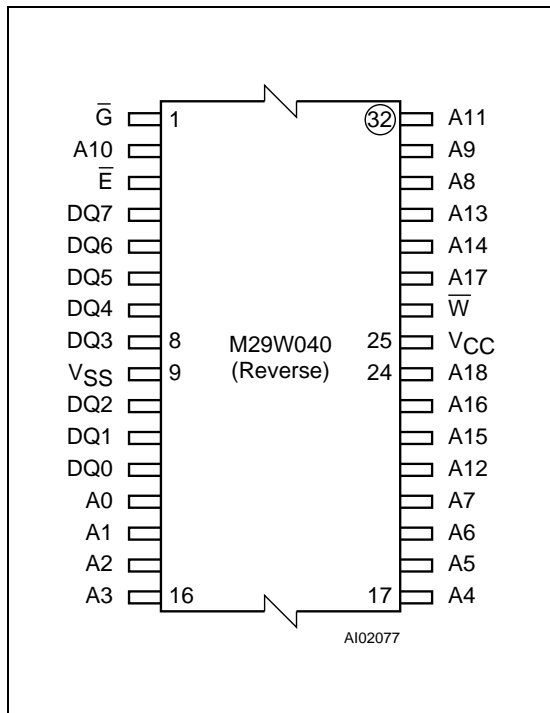 G̅ 1 32 A11
A10 A9
E̅ A8
DQ7 A13
DQ6 A14
DQ5 A17
DQ4 W̅
DQ3 8 25 VCC
M29W040
(Reverse)
VSS 9 24 A18
DQ2 A16
DQ1 A15
DQ0 A12
A0 A7
A1 A6
A2 A5
A3 16 17 A4
AI02077